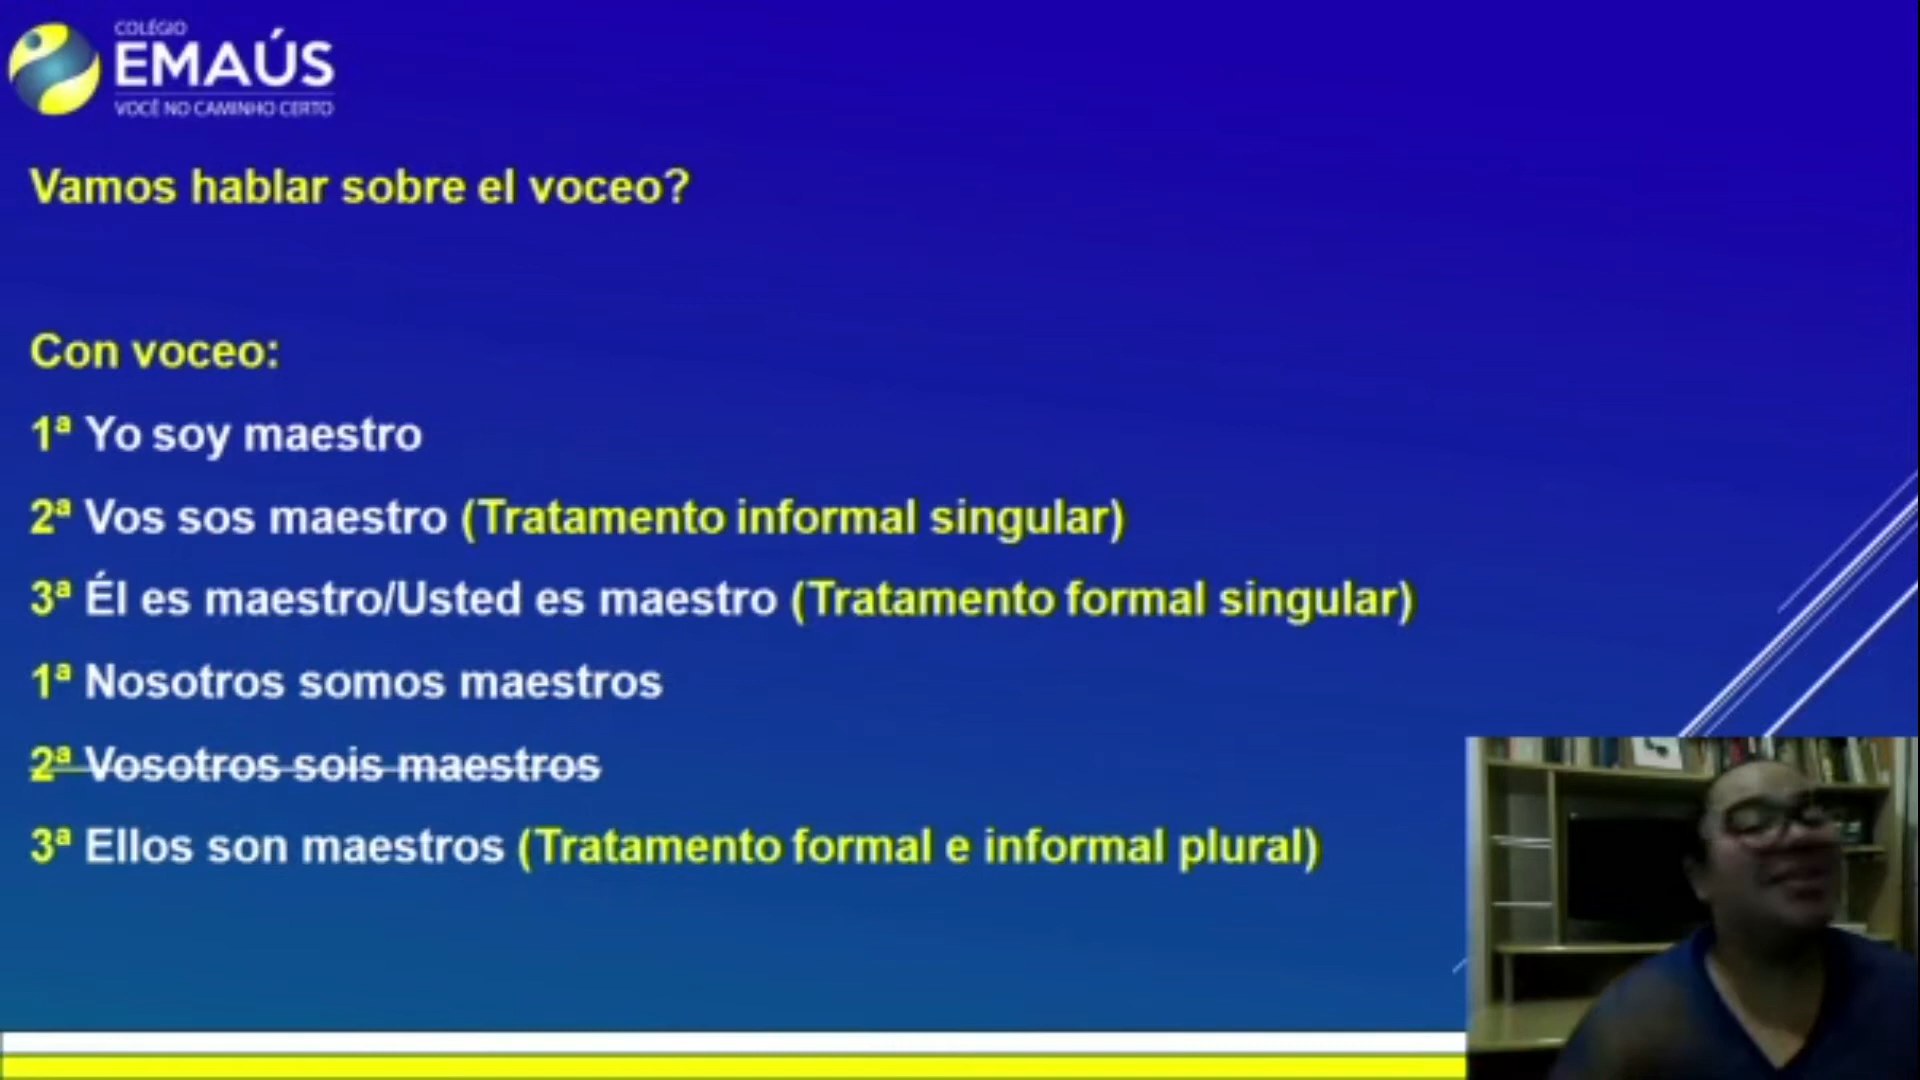 COLÉGIO
EMAÚS
VOCÊ NO CAMINHO CERTO
Vamos hablar sobre el voceo?
Con voceo:
1ª Yo soy maestro
2ª Vos sos maestro (Tratamento informal singular)
3ª Él es maestro/Usted es maestro (Tratamento formal singular)
1ª Nosotros somos maestros
2ª Vosotros sois maestros
3ª Ellos son maestros (Tratamento formal e informal plural)